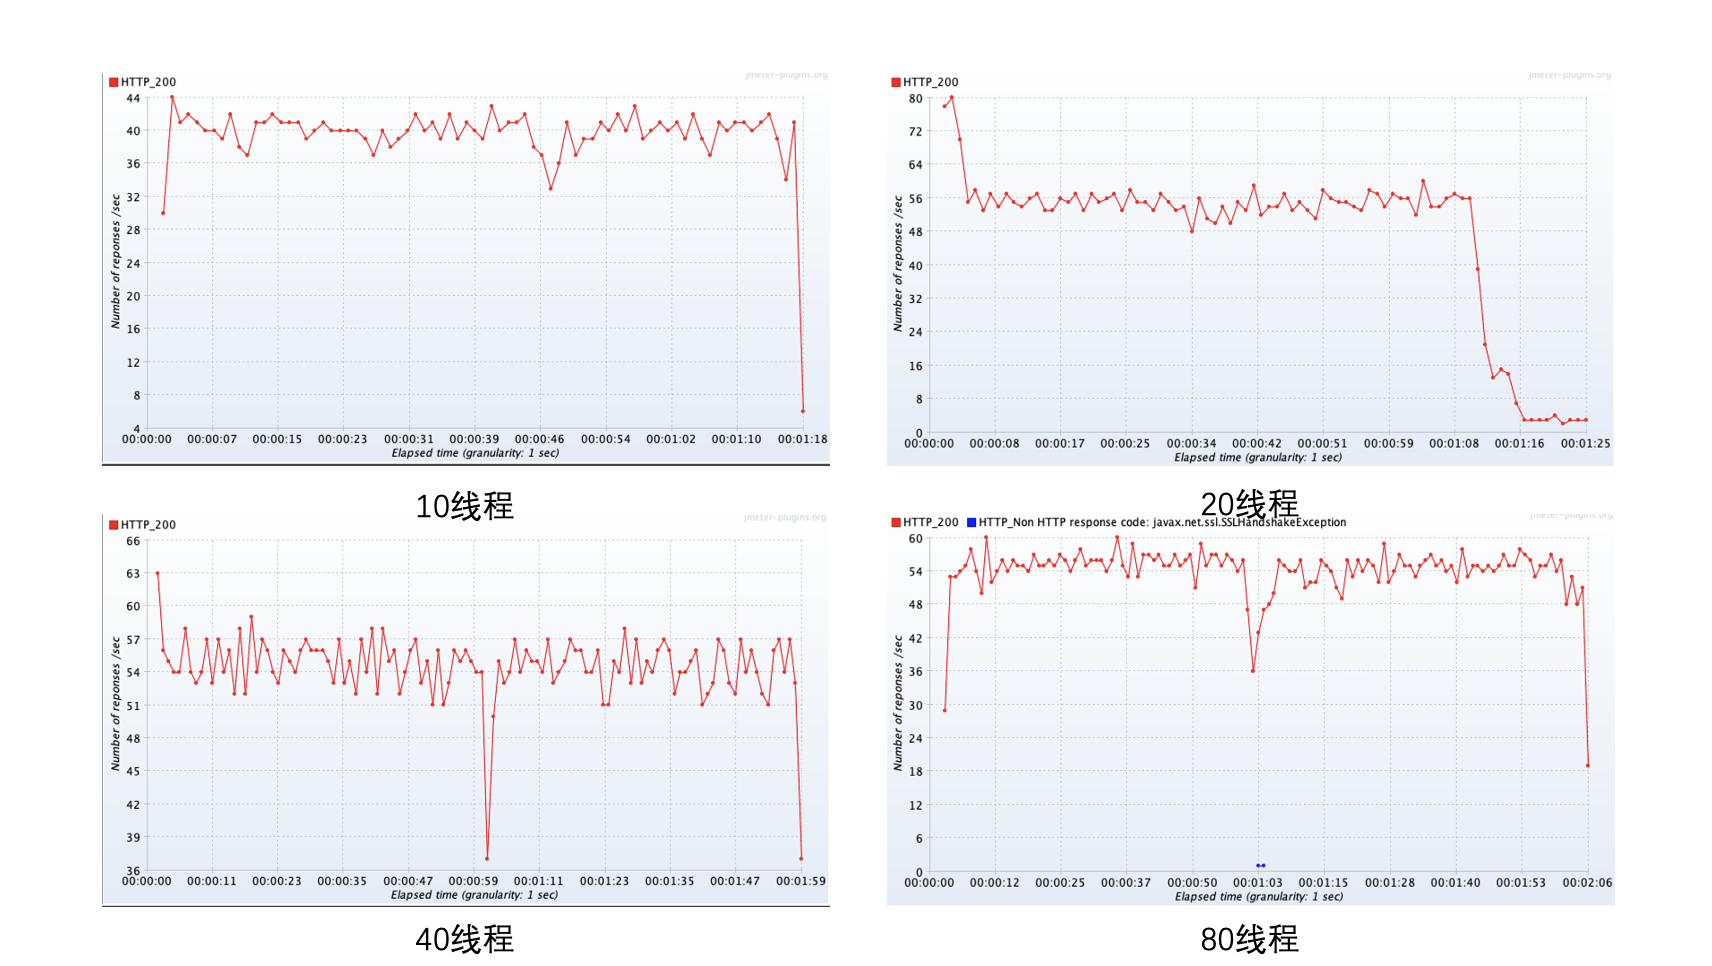 jmeter-plugins.org
HTTP_200
44
40
36
32
28
24
20
16
12
8
4
Number of reponses /sec
00:00:00 00:00:07 00:00:15 00:00:23 00:00:31 00:00:39 00:00:46 00:00:54 00:01:02 00:01:10 00:01:18
Elapsed time (granularity: 1 sec)
10线程
jmeter-plugins.org
HTTP_200
80
72
64
56
48
40
32
24
16
8
0
Number of reponses /sec
00:00:00 00:00:08 00:00:17 00:00:25 00:00:34 00:00:42 00:00:51 00:00:59 00:01:08 00:01:16 00:01:25
Elapsed time (granularity: 1 sec)
20线程
jmeter-plugins.org
HTTP_200
66
63
60
57
54
51
48
45
42
39
36
Number of reponses /sec
00:00:00 00:00:11 00:00:23 00:00:35 00:00:47 00:00:59 00:01:11 00:01:23 00:01:35 00:01:47 00:01:59
Elapsed time (granularity: 1 sec)
40线程
jmeter-plugins.org
HTTP_200 HTTP_Non HTTP response code: javax.net.ssl.SSLHandshakeException
60
54
48
42
36
30
24
18
12
6
0
Number of reponses /sec
00:00:00 00:00:12 00:00:25 00:00:37 00:00:50 00:01:03 00:01:15 00:01:28 00:01:40 00:01:53 00:02:06
Elapsed time (granularity: 1 sec)
80线程